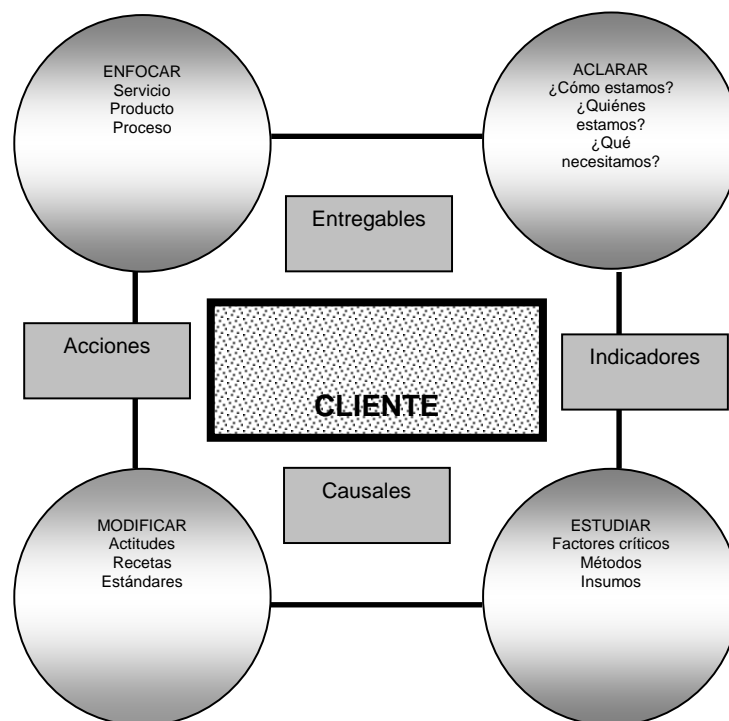 ENFOCAR
Servicio
Producto
Proceso
ACLARAR
¿Cómo estamos?
¿Quiénes
estamos?
¿Qué
necesitamos?
Entregables
Acciones
CLIENTE
Indicadores
Causales
MODIFICAR
Actitudes
Recetas
Estándares
ESTUDIAR
Factores críticos
Métodos
Insumos